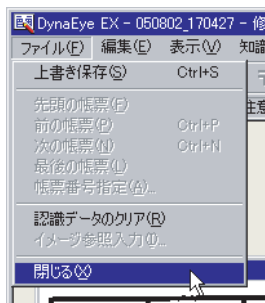 DynaEye EX - 050802_170427 - 修
ファイル(F) 編集(E) 表示(V) 知識
上書き保存(S) Ctrl+S
注意
先頭の帳票(F)
前の帳票(P) Ctrl+P
次の帳票(N) Ctrl+N
最後の帳票(L)
帳票番号指定(A)...
認識データのクリア(R)
イメージ参照入力(I)...
閉じる(X)